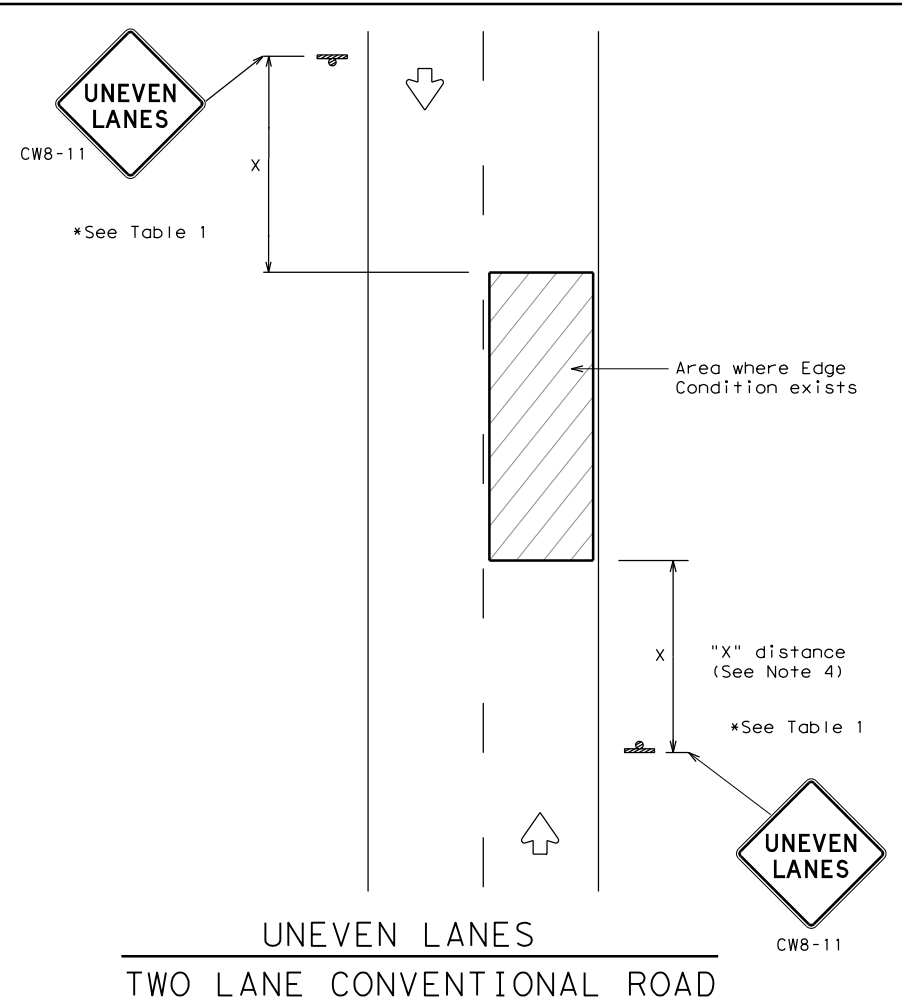 UNEVEN
LANES
CW8-11
X
*See Table 1
Area where Edge
Condition exists
X
"X" distance
(See Note 4)
*See Table 1
UNEVEN
LANES
CW8-11
UNEVEN LANES
TWO LANE CONVENTIONAL ROAD